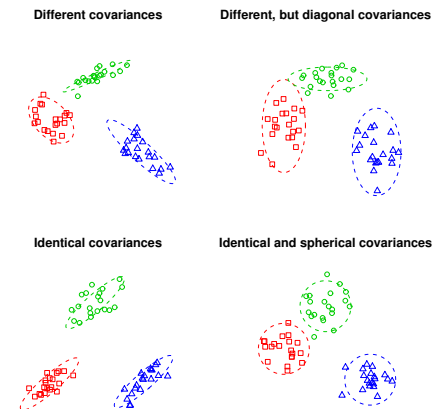 Different covariances
Different, but diagonal covariances
Identical covariances
Identical and spherical covariances